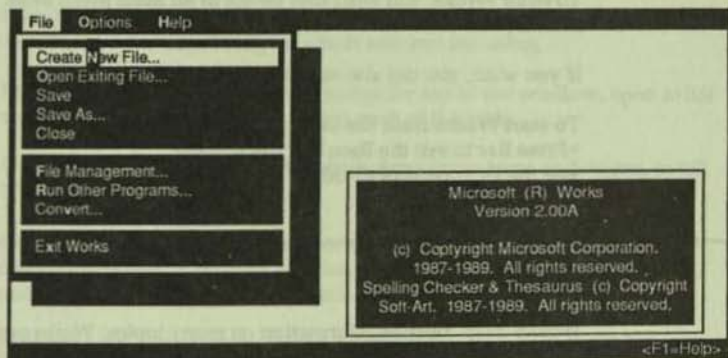 File Options Help
Create New File...
Open Exiting File...
Save
Save As...
Close
File Management...
Run Other Programs...
Convert...
Exit Works
Microsoft (R) Works
Version 2.00A
(c) Coptyright Microsoft Corporation.
1987-1989. All rights reserved.
Spelling Checker & Thesaurus (c) Copyright
Soft-Art. 1987-1989. All rights reserved.
<F1=Help>